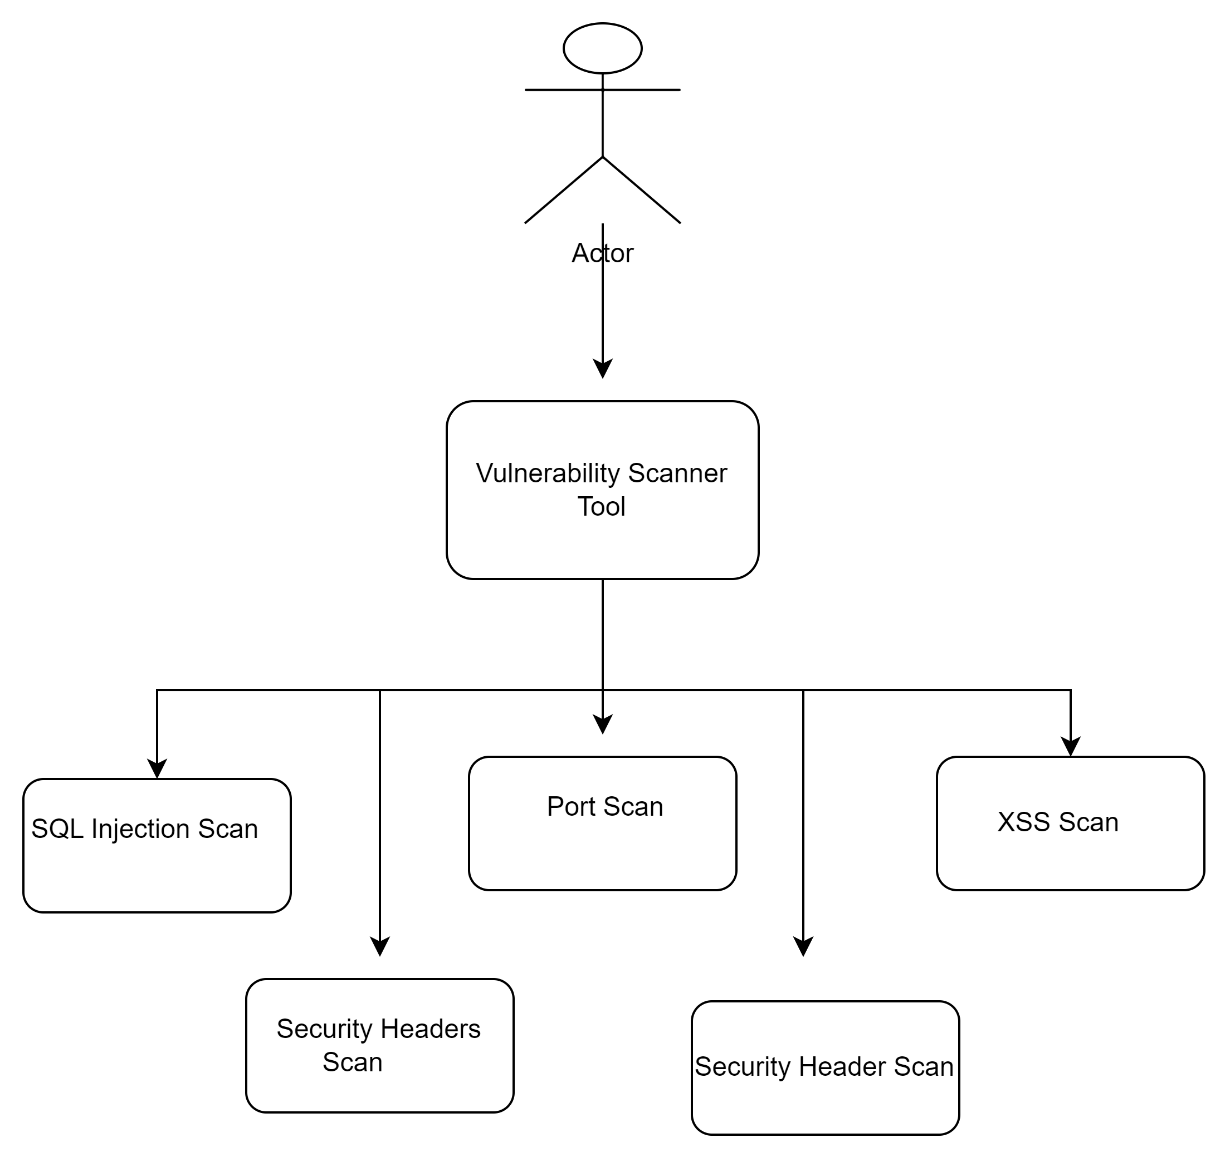 Actor
Vulnerability Scanner
Tool
SQL Injection Scan
Port Scan
XSS Scan
Security Headers
Scan
Security Header Scan